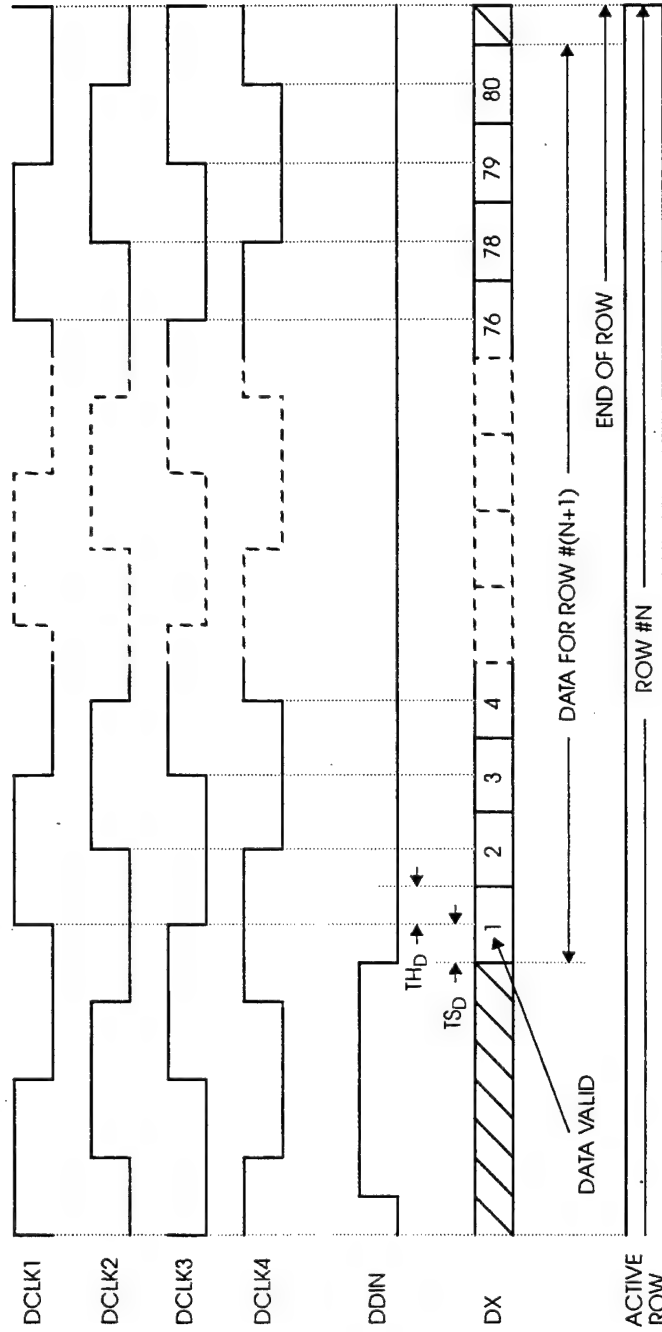 DCLK1
DCLK2
DCLK3
DCLK4
DDIN
TH_D
TS_D
DX
1
2
3
4
76
78
79
80
DATA VALID
DATA FOR ROW #(N+1)
END OF ROW
ACTIVE
ROW
ROW #N